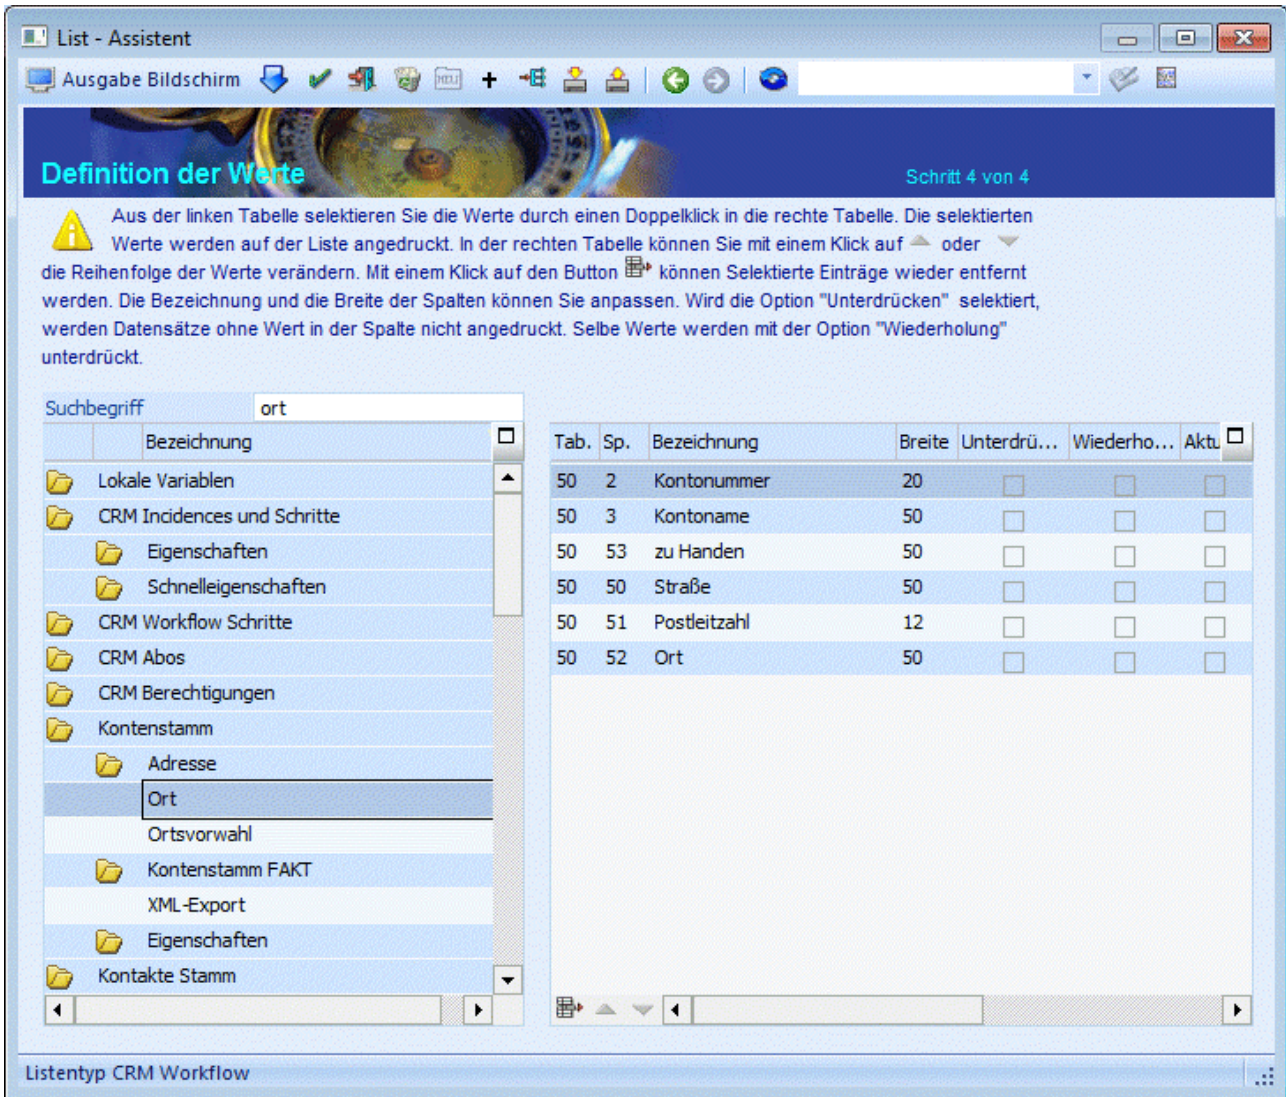 List - Assistent
Ausgabe Bildschirm
Definition der Werte
Schritt 4 von 4
Aus der linken Tabelle selektieren Sie die Werte durch einen Doppelklick in die rechte Tabelle. Die selektierten
Werte werden auf der Liste angedruckt. In der rechten Tabelle können Sie mit einem Klick auf oder
die Reihenfolge der Werte verändern. Mit einem Klick auf den Button können Selektierte Einträge wieder entfernt
werden. Die Bezeichnung und die Breite der Spalten können Sie anpassen. Wird die Option "Unterdrücken" selektiert,
werden Datensätze ohne Wert in der Spalte nicht angedruckt. Selbe Werte werden mit der Option "Wiederholung"
unterdrückt.
Suchbegriff ort
Bezeichnung
Lokale Variablen
CRM Incidences und Schritte
Eigenschaften
Schnelleigenschaften
CRM Workflow Schritte
CRM Abos
CRM Berechtigungen
Kontenstamm
Adresse
Ort
Ortsvorwahl
Kontenstamm FAKT
XML-Export
Eigenschaften
Kontakte Stamm
Tab. Sp. Bezeichnung Breite Unterdrü... Wiederho... Aktu
50 2 Kontonummer 20
50 3 Kontoname 50
50 53 zu Handen 50
50 50 Straße 50
50 51 Postleitzahl 12
50 52 Ort 50
Listentyp CRM Workflow